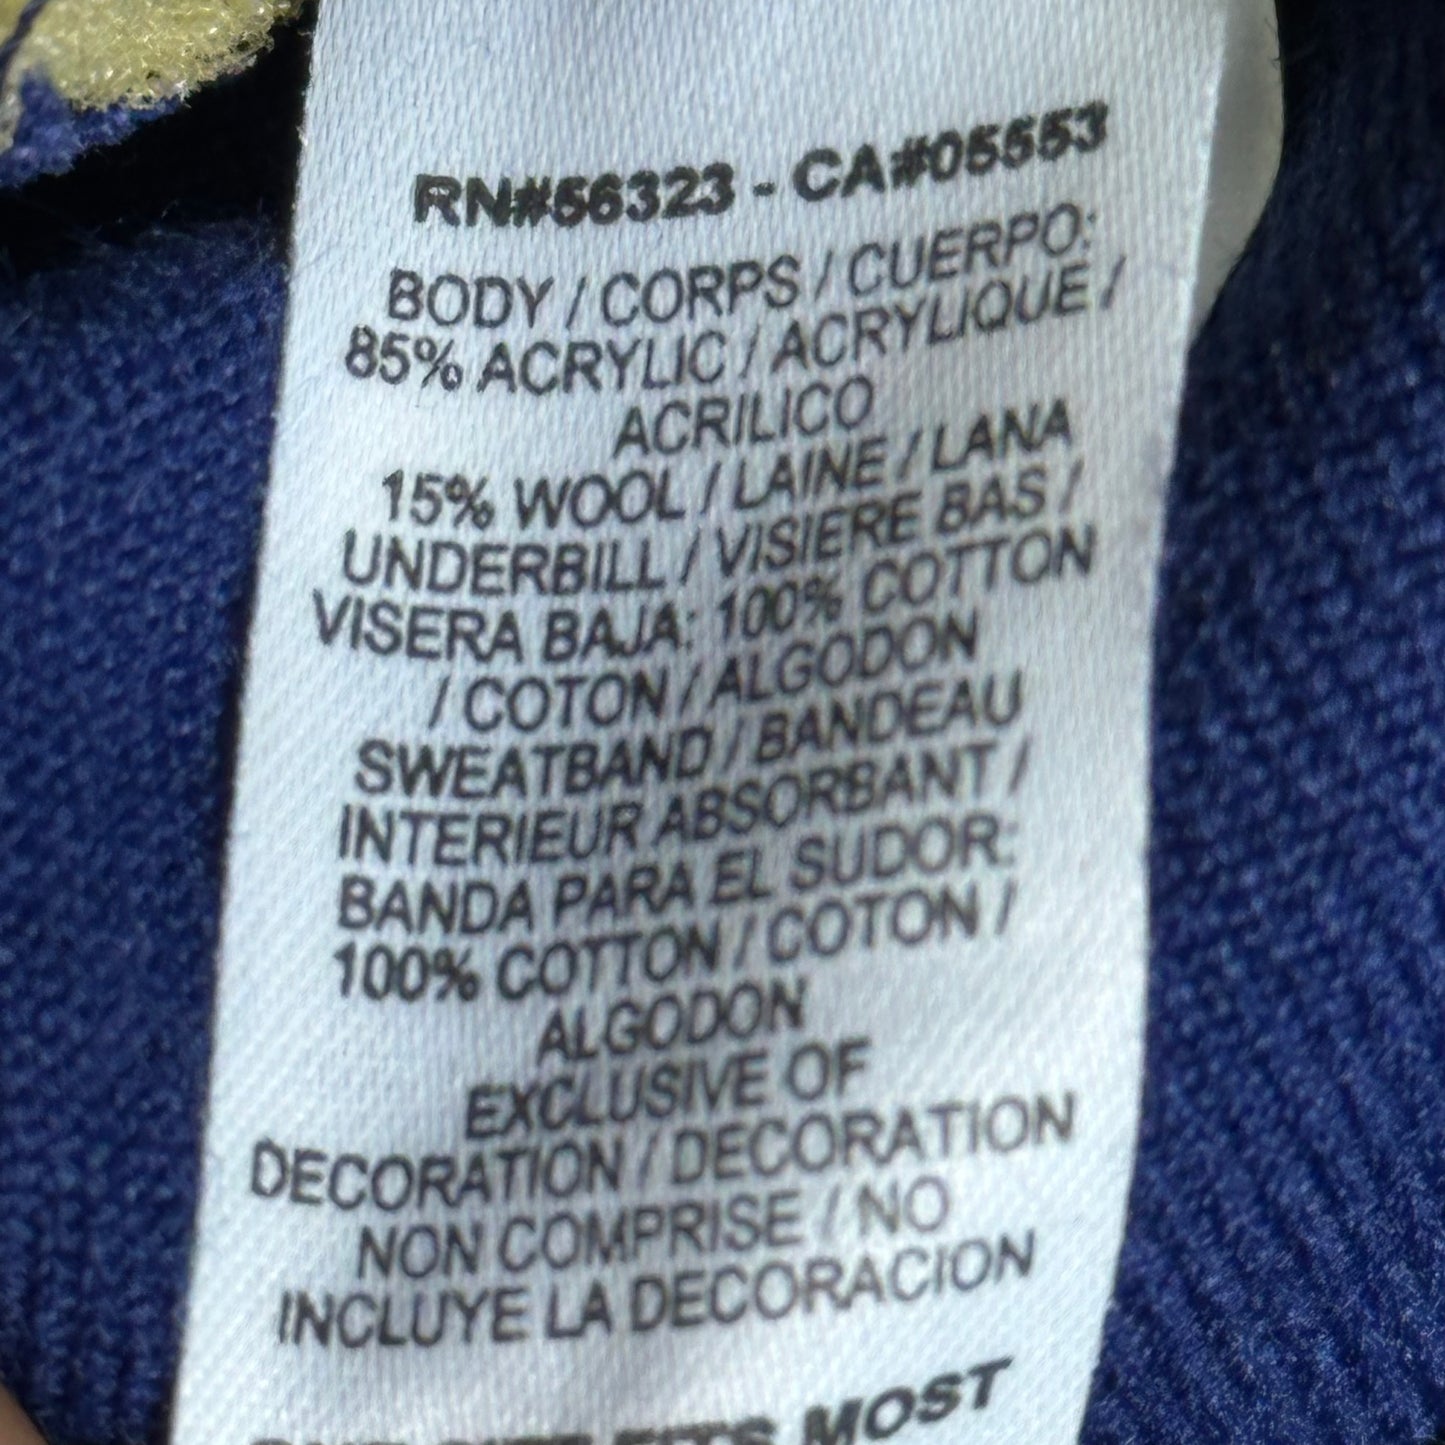 RN#56323 - CA#05553
BODY / CORPS / CUERPO:
85% ACRYLIC / ACRYLIQUE /
ACRILICO
15% WOOL / LAINE / LANA
UNDERBILL / VISIERE BAS /
VISERA BAJA: 100% COTTON
/ COTON / ALGODON
SWEATBAND / BANDEAU
INTERIEUR ABSORBANT /
BANDA PARA EL SUDOR:
100% COTTON / COTON /
ALGODON
EXCLUSIVE OF
DECORATION / DECORATION
NON COMPRISE / NO
INCLUYE LA DECORACION
FITS MOST